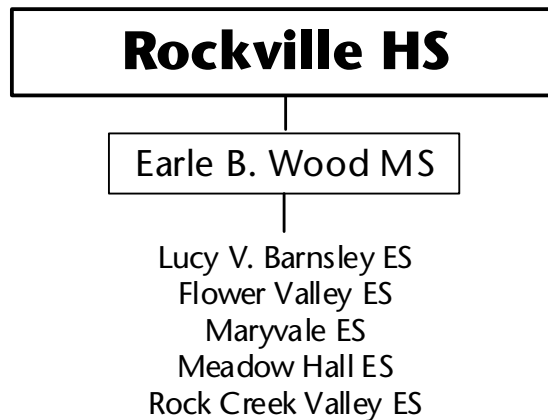 Rockville HS
Earle B. Wood MS
Lucy V. Barnsley ES
Flower Valley ES
Maryvale ES
Meadow Hall ES
Rock Creek Valley ES